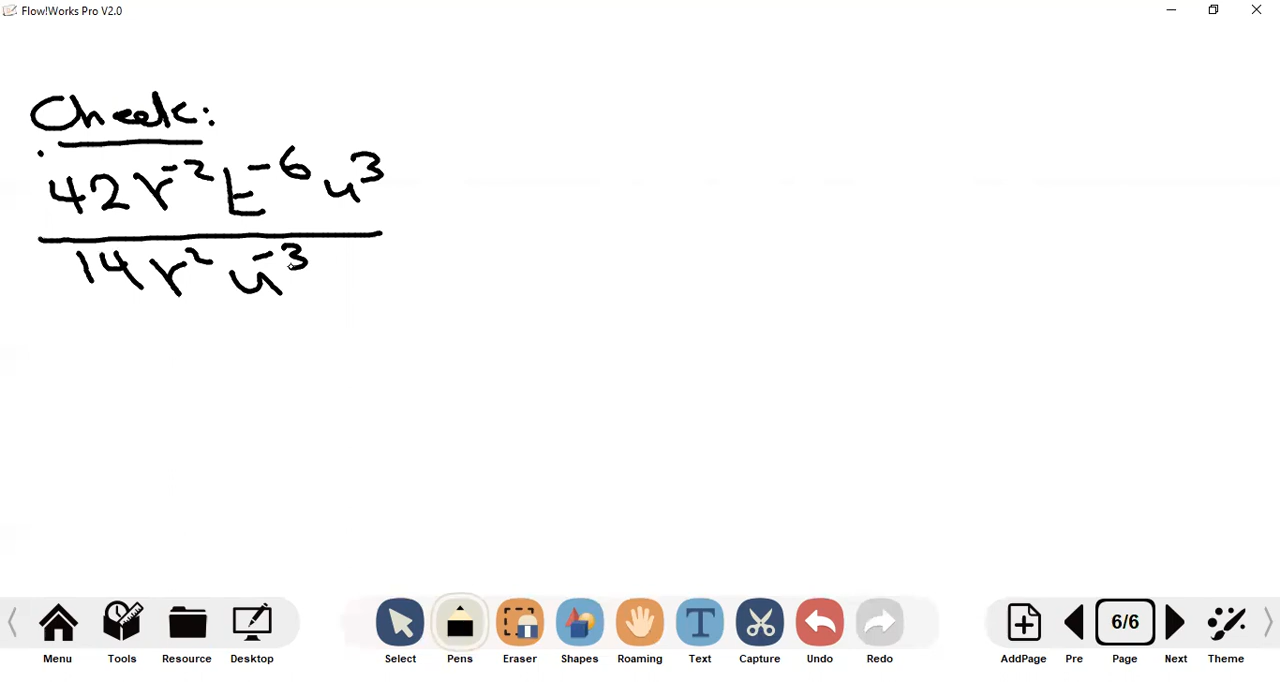 Flow!Works Pro V2.0
Check:
42r⁻²t⁻⁶u³
14r²u⁻³
6/6
Menu Tools Resource Desktop Select Pens Eraser Shapes Roaming Text Capture Undo Redo AddPage Pre Page Next Theme